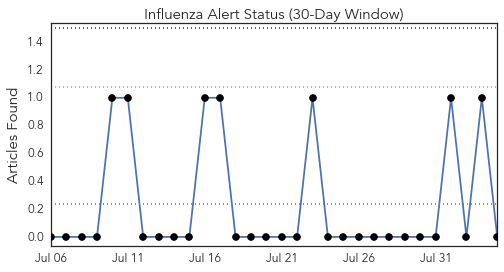 Influenza Alert Status (30-Day Window)
Articles Found
1.4
1.2
1.0
0.8
0.6
0.4
0.2
0.0
Jul 06 Jul 11 Jul 16 Jul 21 Jul 26 Jul 31